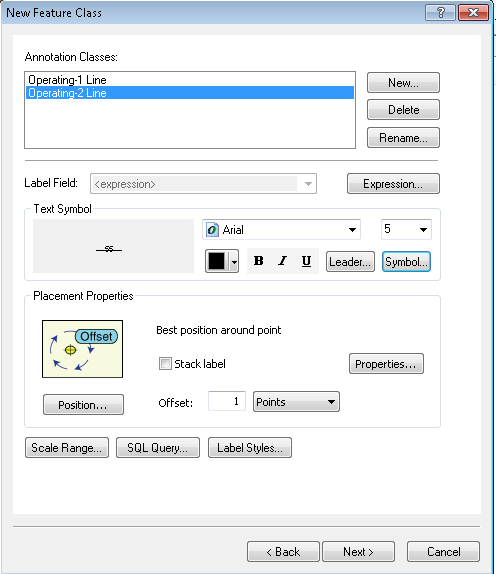 New Feature Class
Annotation Classes:
Operating-1 Line
Operating-2 Line
New...
Delete
Rename...
Label Field: <expression> Expression...
Text Symbol
Arial 5
B I U Leader... Symbol...
Placement Properties
Offset
Best position around point
Stack label Properties...
Position... Offset: 1 Points
Scale Range... SQL Query... Label Styles...
< Back Next > Cancel